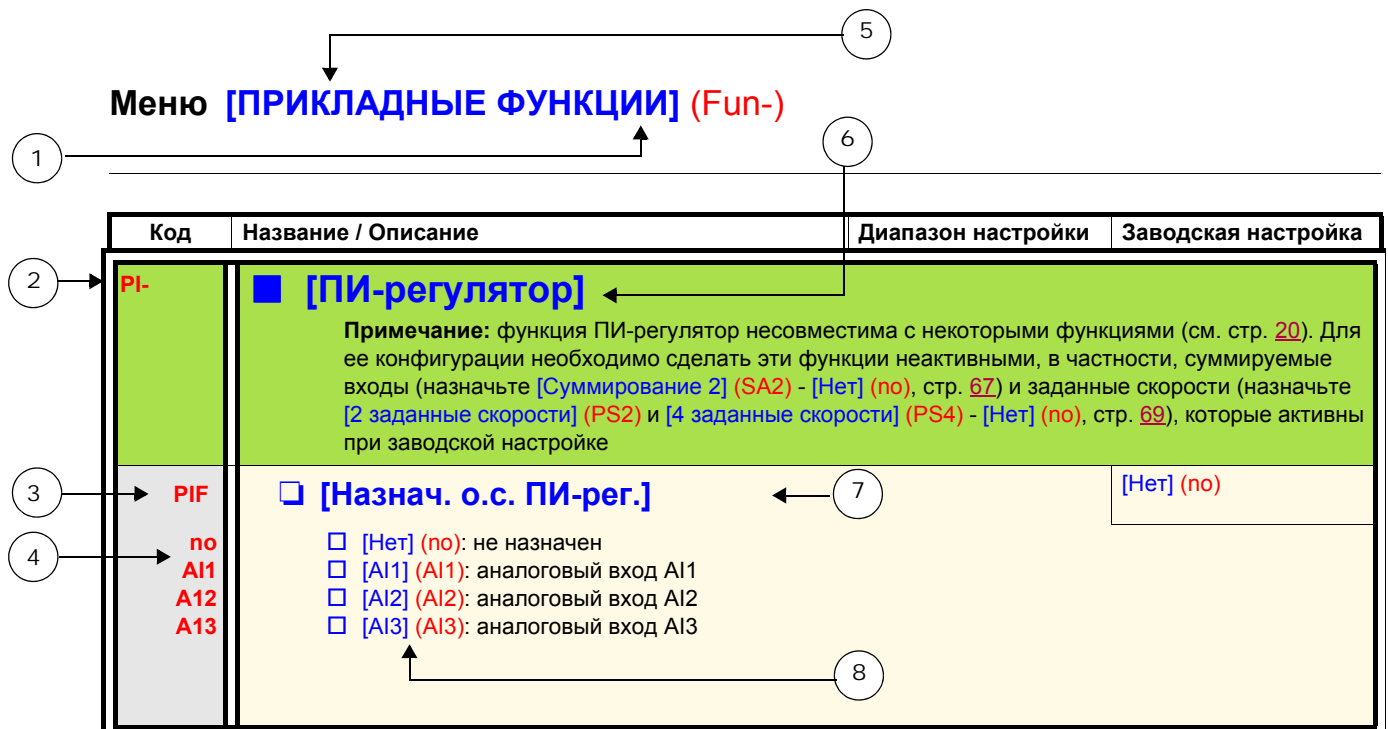 5
Меню [ПРИКЛАДНЫЕ ФУНКЦИИ] (Fun-)
1
6
Код Название / Описание Диапазон настройки Заводская настройка
2
PI- [ПИ-регулятор]
Примечание: функция ПИ-регулятор несовместима с некоторыми функциями (см. стр. 20). Для
ее конфигурации необходимо сделать эти функции неактивными, в частности, суммируемые
входы (назначьте [Суммирование 2] (SA2) - [Нет] (no), стр. 67) и заданные скорости (назначьте
[2 заданные скорости] (PS2) и [4 заданные скорости] (PS4) - [Нет] (no), стр. 69), которые активны
при заводской настройке
3 PIF [Назнач. о.с. ПИ-рег.] 7 [Нет] (no)
no [Нет] (no): не назначен
4 AI1 [AI1] (AI1): аналоговый вход AI1
A12 [AI2] (AI2): аналоговый вход AI2
A13 [AI3] (AI3): аналоговый вход AI3
8